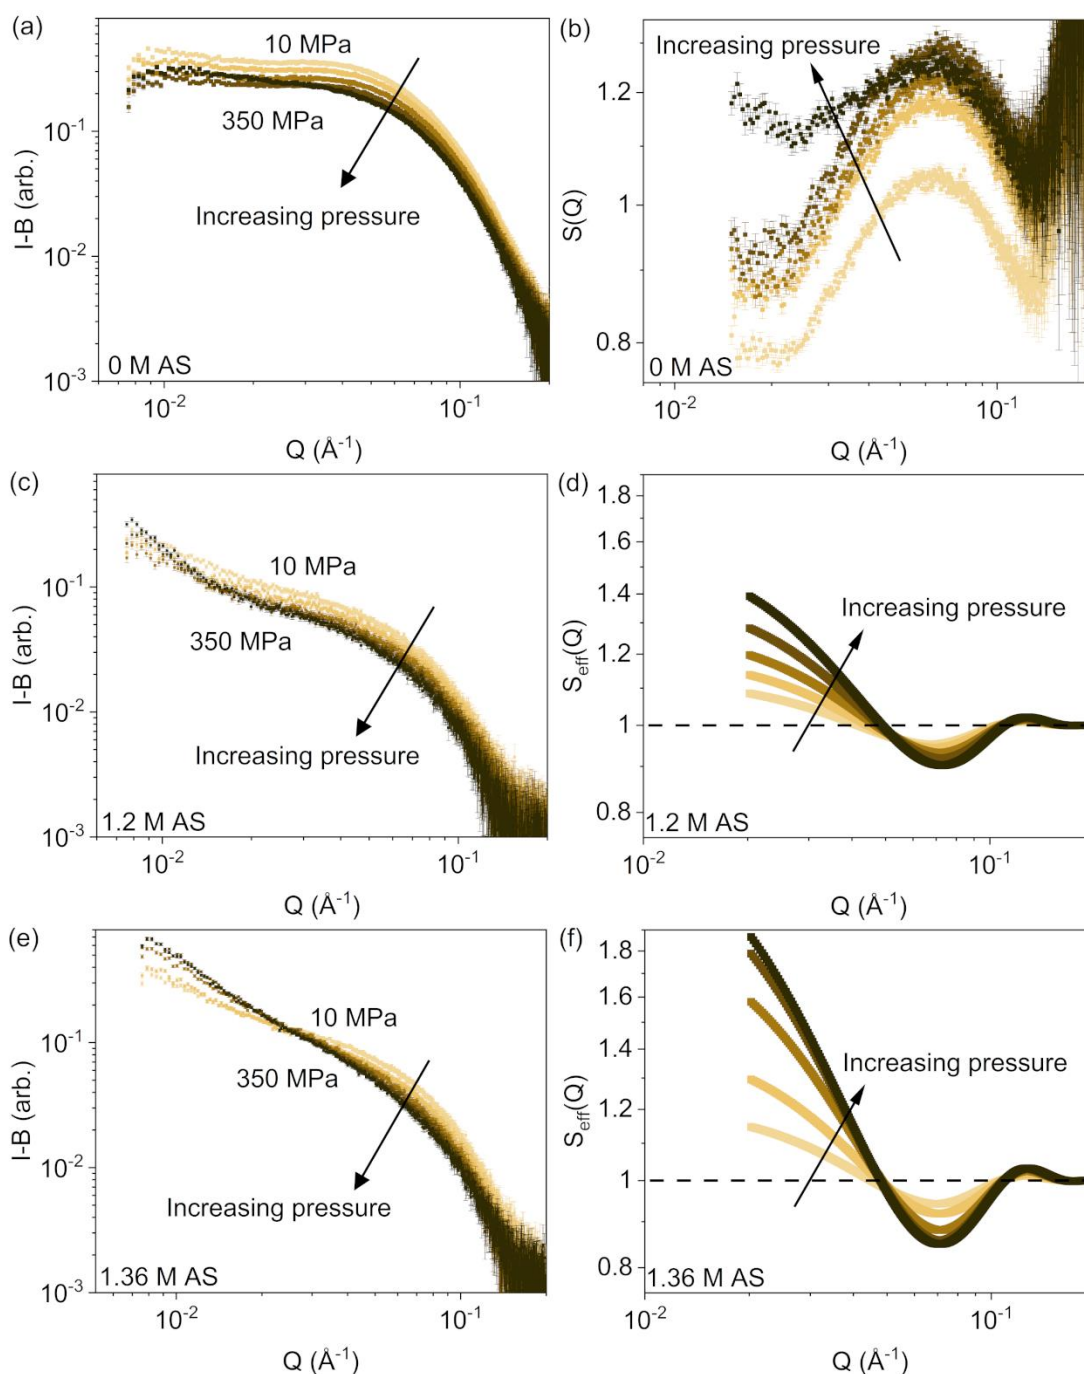 (a)
10 MPa
350 MPa
Increasing pressure
0 M AS
I-B (arb.)
10⁻¹
10⁻²
10⁻³
10⁻²
10⁻¹
Q (Å⁻¹)
(b)
Increasing pressure
0 M AS
S(Q)
1.2
1
0.8
10⁻²
10⁻¹
Q (Å⁻¹)
(c)
10 MPa
350 MPa
Increasing pressure
1.2 M AS
I-B (arb.)
10⁻¹
10⁻²
10⁻³
10⁻²
10⁻¹
Q (Å⁻¹)
(d)
Increasing pressure
1.2 M AS
S_eff(Q)
1.8
1.6
1.4
1.2
1
0.8
10⁻²
10⁻¹
Q (Å⁻¹)
(e)
10 MPa
350 MPa
Increasing pressure
1.36 M AS
I-B (arb.)
10⁻¹
10⁻²
10⁻³
10⁻²
10⁻¹
Q (Å⁻¹)
(f)
Increasing pressure
1.36 M AS
S_eff(Q)
1.8
1.6
1.4
1.2
1
0.8
10⁻²
10⁻¹
Q (Å⁻¹)